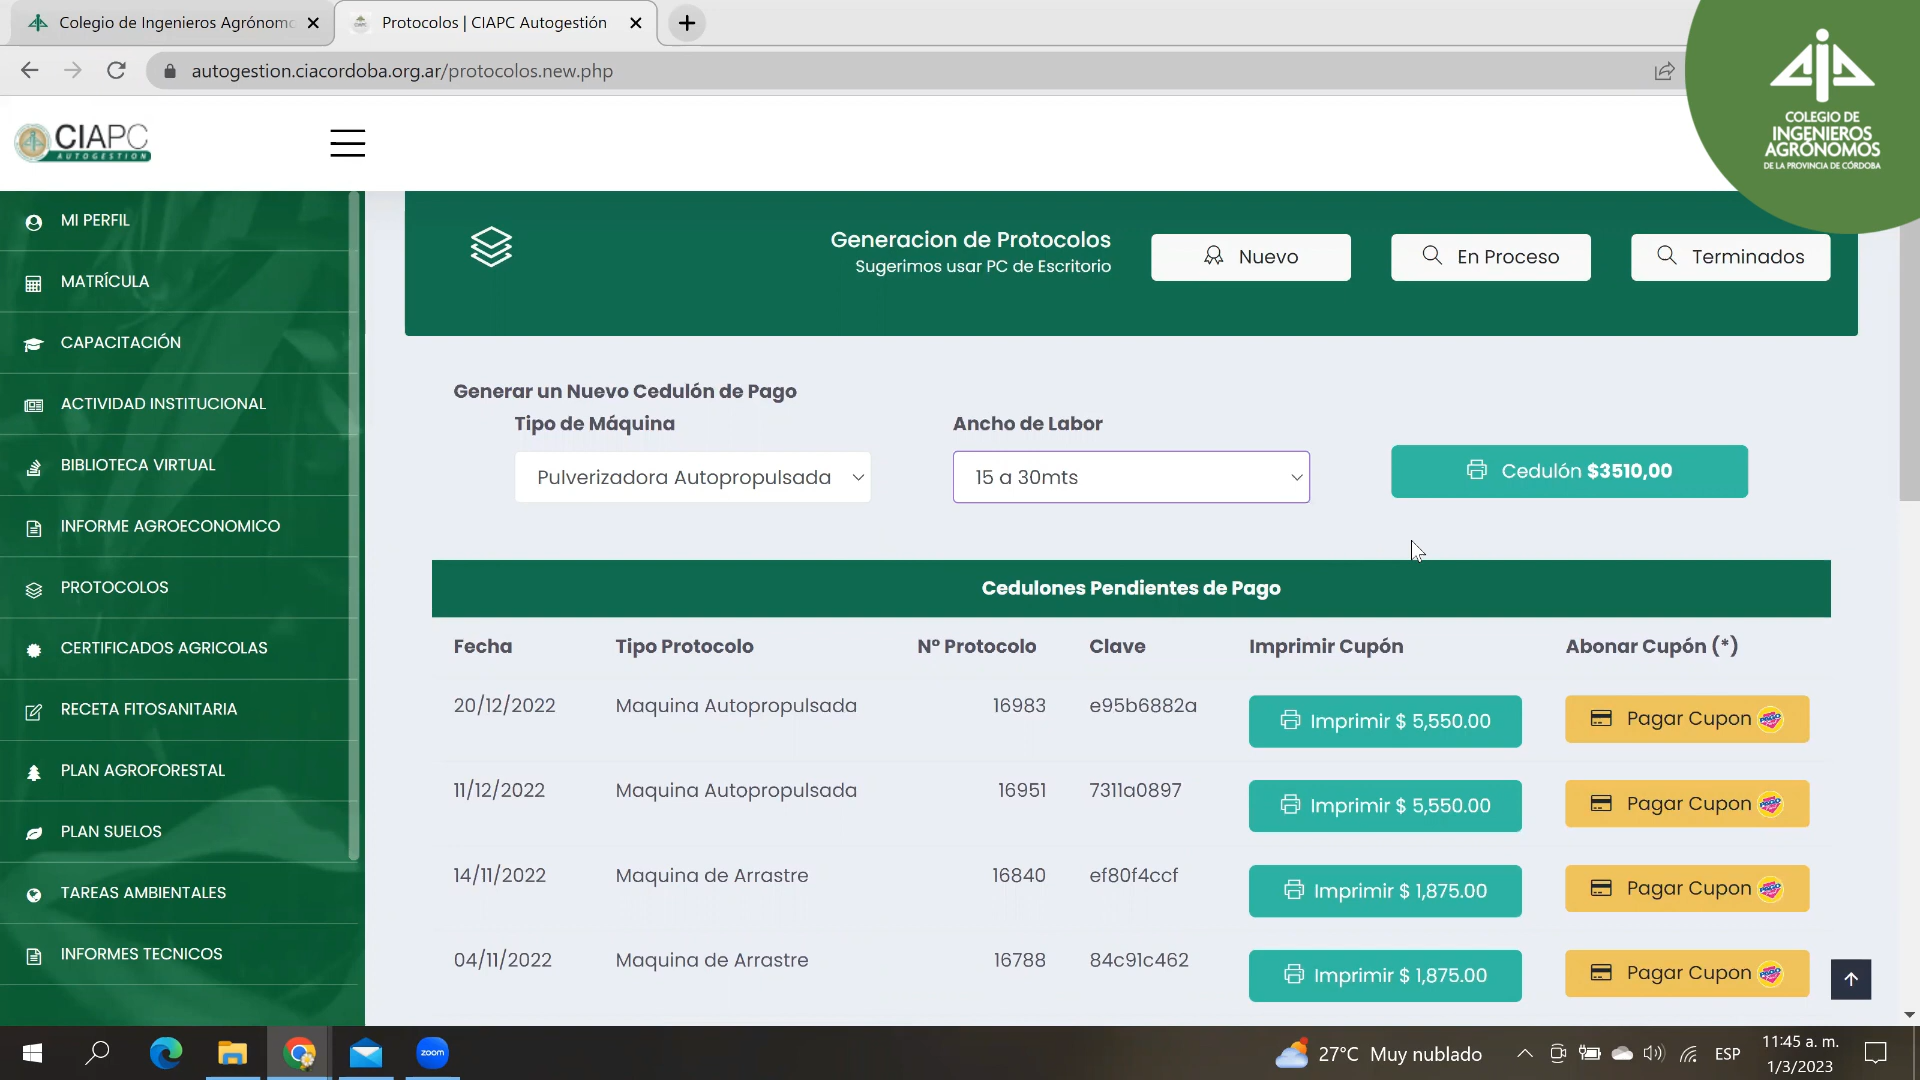 Colegio de Ingenieros Agrónomo
Protocolos | CIAPC Autogestión
autogestion.ciacordoba.org.ar/protocolos.new.php
COLEGIO DE
INGENIEROS
AGRÓNOMOS
DE LA PROVINCIA DE CÓRDOBA
CIAPC
AUTOGESTION
MI PERFIL
MATRÍCULA
CAPACITACIÓN
ACTIVIDAD INSTITUCIONAL
BIBLIOTECA VIRTUAL
INFORME AGROECONOMICO
PROTOCOLOS
CERTIFICADOS AGRICOLAS
RECETA FITOSANITARIA
PLAN AGROFORESTAL
PLAN SUELOS
TAREAS AMBIENTALES
INFORMES TECNICOS
Generacion de Protocolos
Sugerimos usar PC de Escritorio
Nuevo
En Proceso
Terminados
Generar un Nuevo Cedulón de Pago
Tipo de Máquina
Ancho de Labor
Pulverizadora Autopropulsada
15 a 30mts
Cedulón $3510,00
Cedulones Pendientes de Pago
Fecha Tipo Protocolo Nº Protocolo Clave Imprimir Cupón Abonar Cupón (*)
20/12/2022 Maquina Autopropulsada 16983 e95b6882a Imprimir $ 5,550.00 Pagar Cupon
11/12/2022 Maquina Autopropulsada 16951 7311a0897 Imprimir $ 5,550.00 Pagar Cupon
14/11/2022 Maquina de Arrastre 16840 ef80f4ccf Imprimir $ 1,875.00 Pagar Cupon
04/11/2022 Maquina de Arrastre 16788 84c91c462 Imprimir $ 1,875.00 Pagar Cupon
zoom
27°C Muy nublado
ESP
11:45 a. m.
1/3/2023